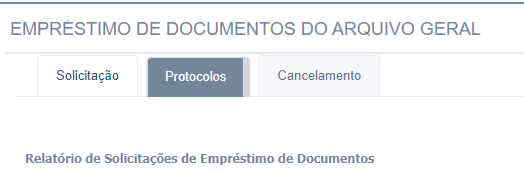 EMPRÉSTIMO DE DOCUMENTOS DO ARQUIVO GERAL
Solicitação Protocolos Cancelamento
Relatório de Solicitações de Empréstimo de Documentos